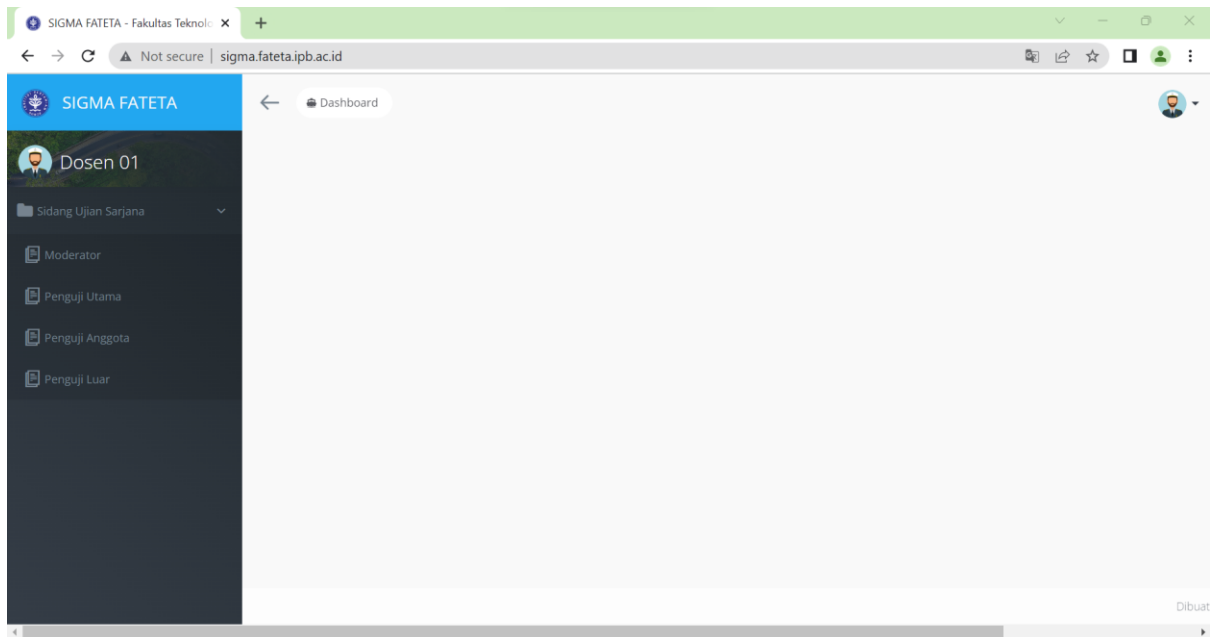 SIGMA FATETA - Fakultas Teknolo
Not secure | sigma.fateta.ipb.ac.id
SIGMA FATETA
Dashboard
Dosen 01
Sidang Ujian Sarjana
Moderator
Penguji Utama
Penguji Anggota
Penguji Luar
Dibuat